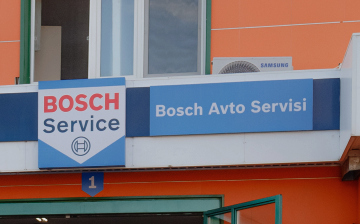 SAMSUNG
BOSCH
Service
Bosch Avto Servisi
1